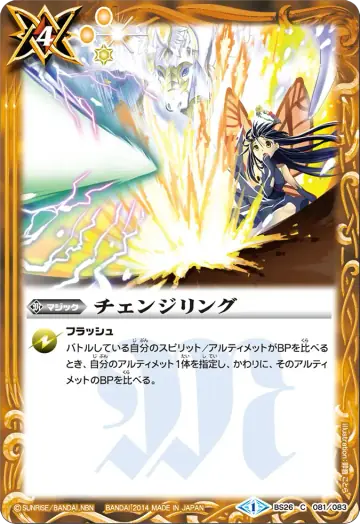 4
マジック チェンジリング
フラッシュ
バトルしている自分のスピリット/アルティメットがBPを比べる
とき、自分のアルティメット1体を指定し、かわりに、そのアルティ
メットのBPを比べる。
©SUNRISE/BANDAI,NBN BANDAI 2014 MADE IN JAPAN BS26 C 081/083